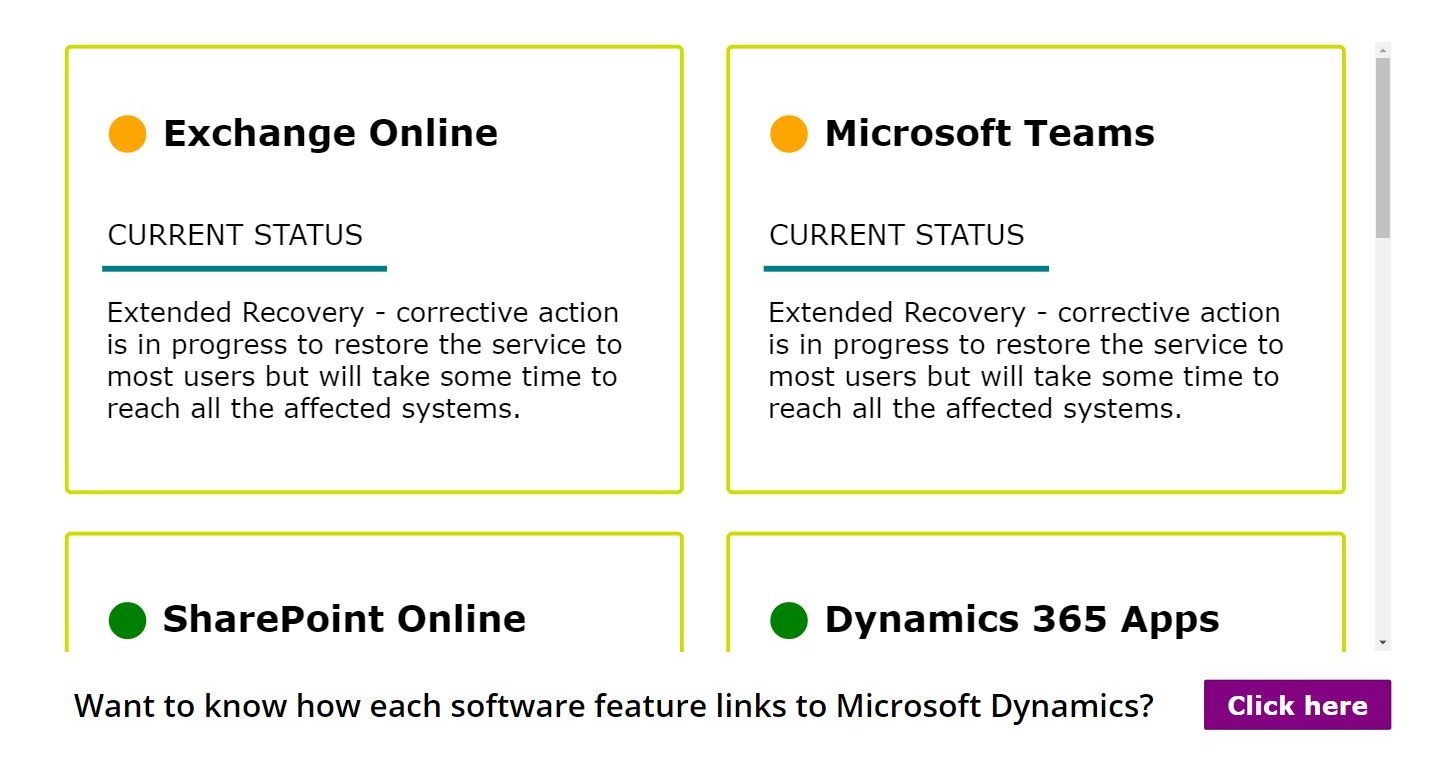 Exchange Online
CURRENT STATUS
Extended Recovery - corrective action
is in progress to restore the service to
most users but will take some time to
reach all the affected systems.
Microsoft Teams
CURRENT STATUS
Extended Recovery - corrective action
is in progress to restore the service to
most users but will take some time to
reach all the affected systems.
SharePoint Online
Dynamics 365 Apps
Want to know how each software feature links to Microsoft Dynamics?
Click here